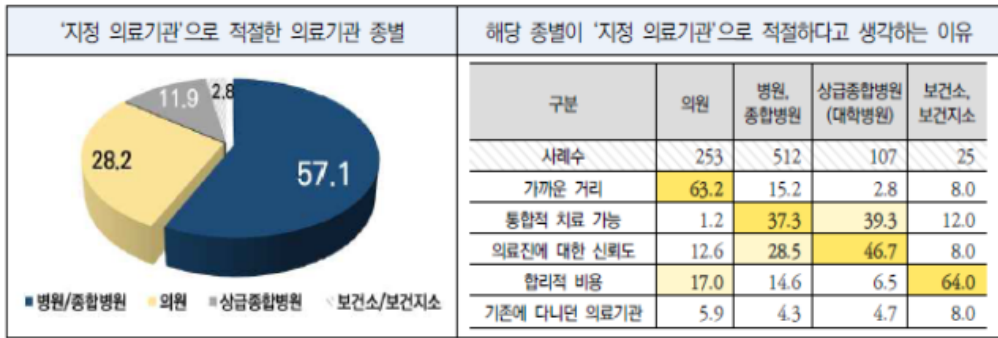 ‘지정 의료기관’으로 적절한 의료기관 종별
11.9
2.8
28.2
57.1
■ 병원/종합병원 ■ 의원 ■ 상급종합병원 보건소/보건지소
해당 종별이 ‘지정 의료기관’으로 적절하다고 생각하는 이유
구분 의원 병원, 종합병원 상급종합병원 (대학병원) 보건소, 보건지소
사례수 253 512 107 25
가까운 거리 63.2 15.2 2.8 8.0
통합적 치료 가능 1.2 37.3 39.3 12.0
의료진에 대한 신뢰도 12.6 28.5 46.7 8.0
합리적 비용 17.0 14.6 6.5 64.0
기존에 다니던 의료기관 5.9 4.3 4.7 8.0